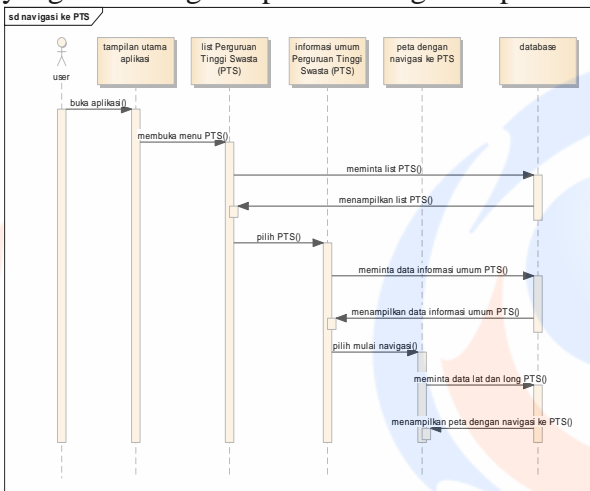 sd navigasi ke PTS
user
tampilan utama
aplikasi
list Perguruan
Tinggi Swasta
(PTS)
informasi umum
Perguruan Tinggi
Swasta (PTS)
peta dengan
navigasi ke PTS
database
buka aplikasi()
membuka menu PTS()
meminta list PTS()
menampilkan list PTS()
pilih PTS()
meminta data informasi umum PTS()
menampilkan data informasi umum PTS()
pilih mulai navigasi()
meminta data lat dan long PTS()
menampilkan peta dengan navigasi ke PTS()